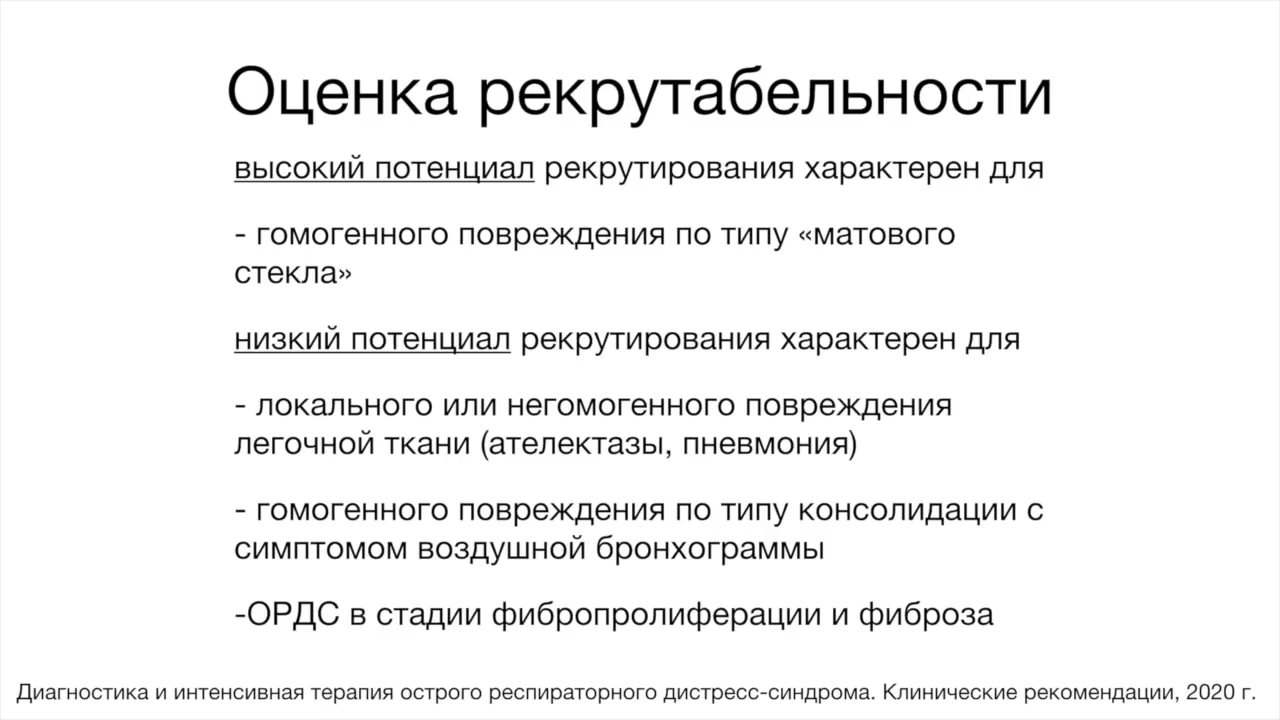 Оценка рекрутабельности
высокий потенциал рекрутирования характерен для
- гомогенного повреждения по типу «матового
стекла»
низкий потенциал рекрутирования характерен для
- локального или негомогенного повреждения
легочной ткани (ателектазы, пневмония)
- гомогенного повреждения по типу консолидации с
симптомом воздушной бронхограммы
-ОРДС в стадии фибропролиферации и фиброза
Диагностика и интенсивная терапия острого респираторного дистресс-синдрома. Клинические рекомендации, 2020 г.